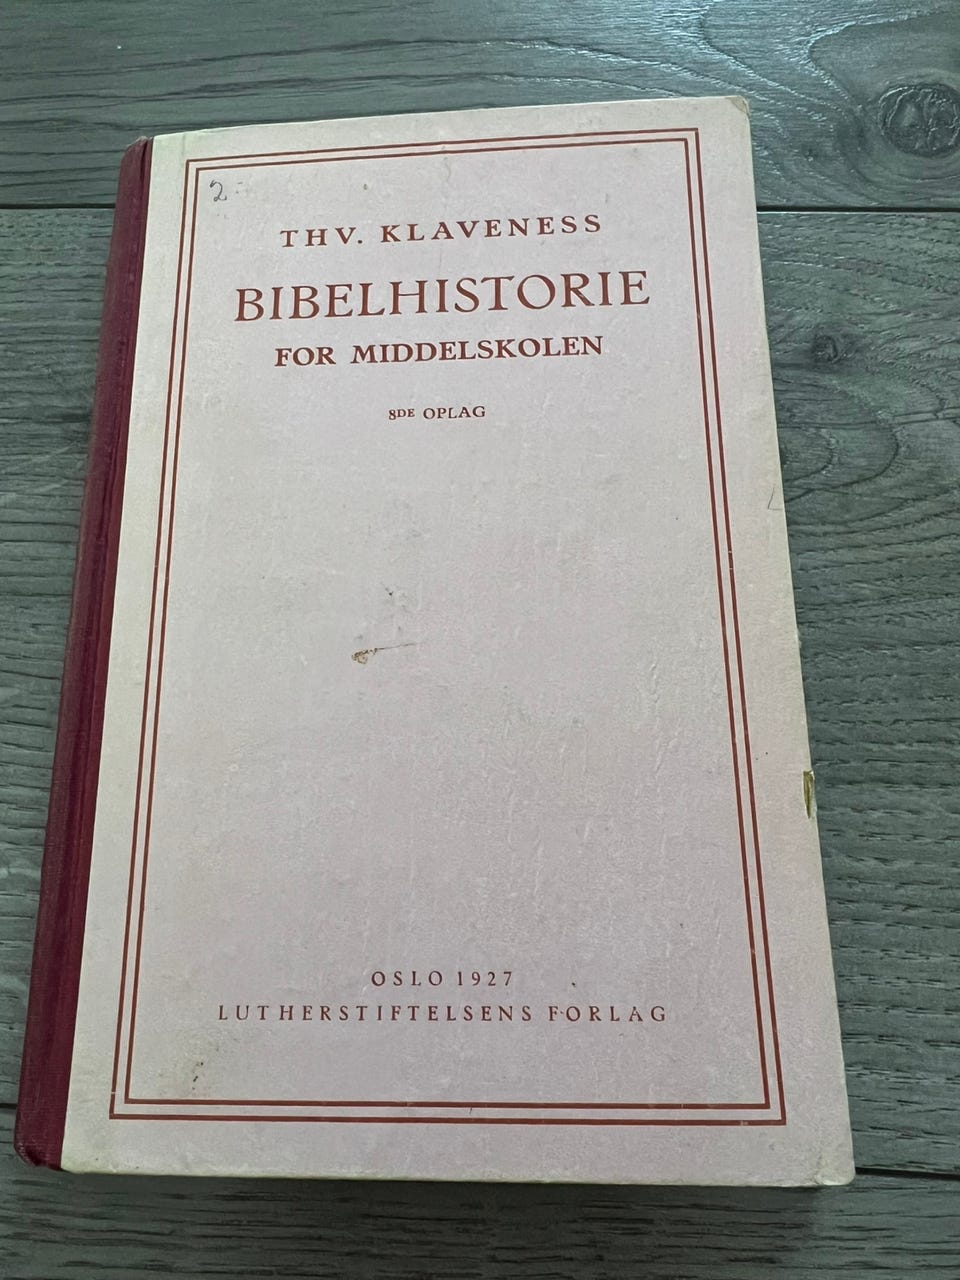 2
THV. KLAVENESS
BIBELHISTORIE
FOR MIDDELSKOLEN
8DE OPLAG
OSLO 1927
LUTHERSTIFTELSENS FORLAG